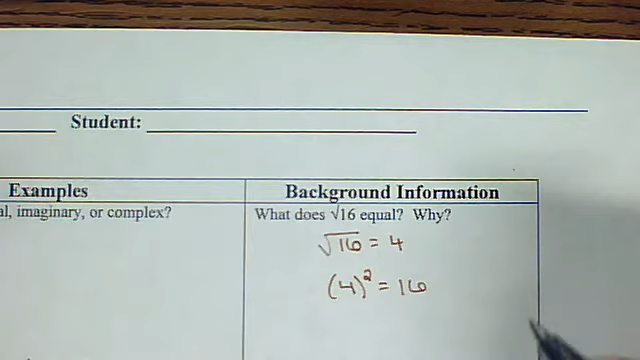 Student:
Examples
Background Information
al, imaginary, or complex?
What does √16 equal? Why?
√16 = 4
(4)² = 16